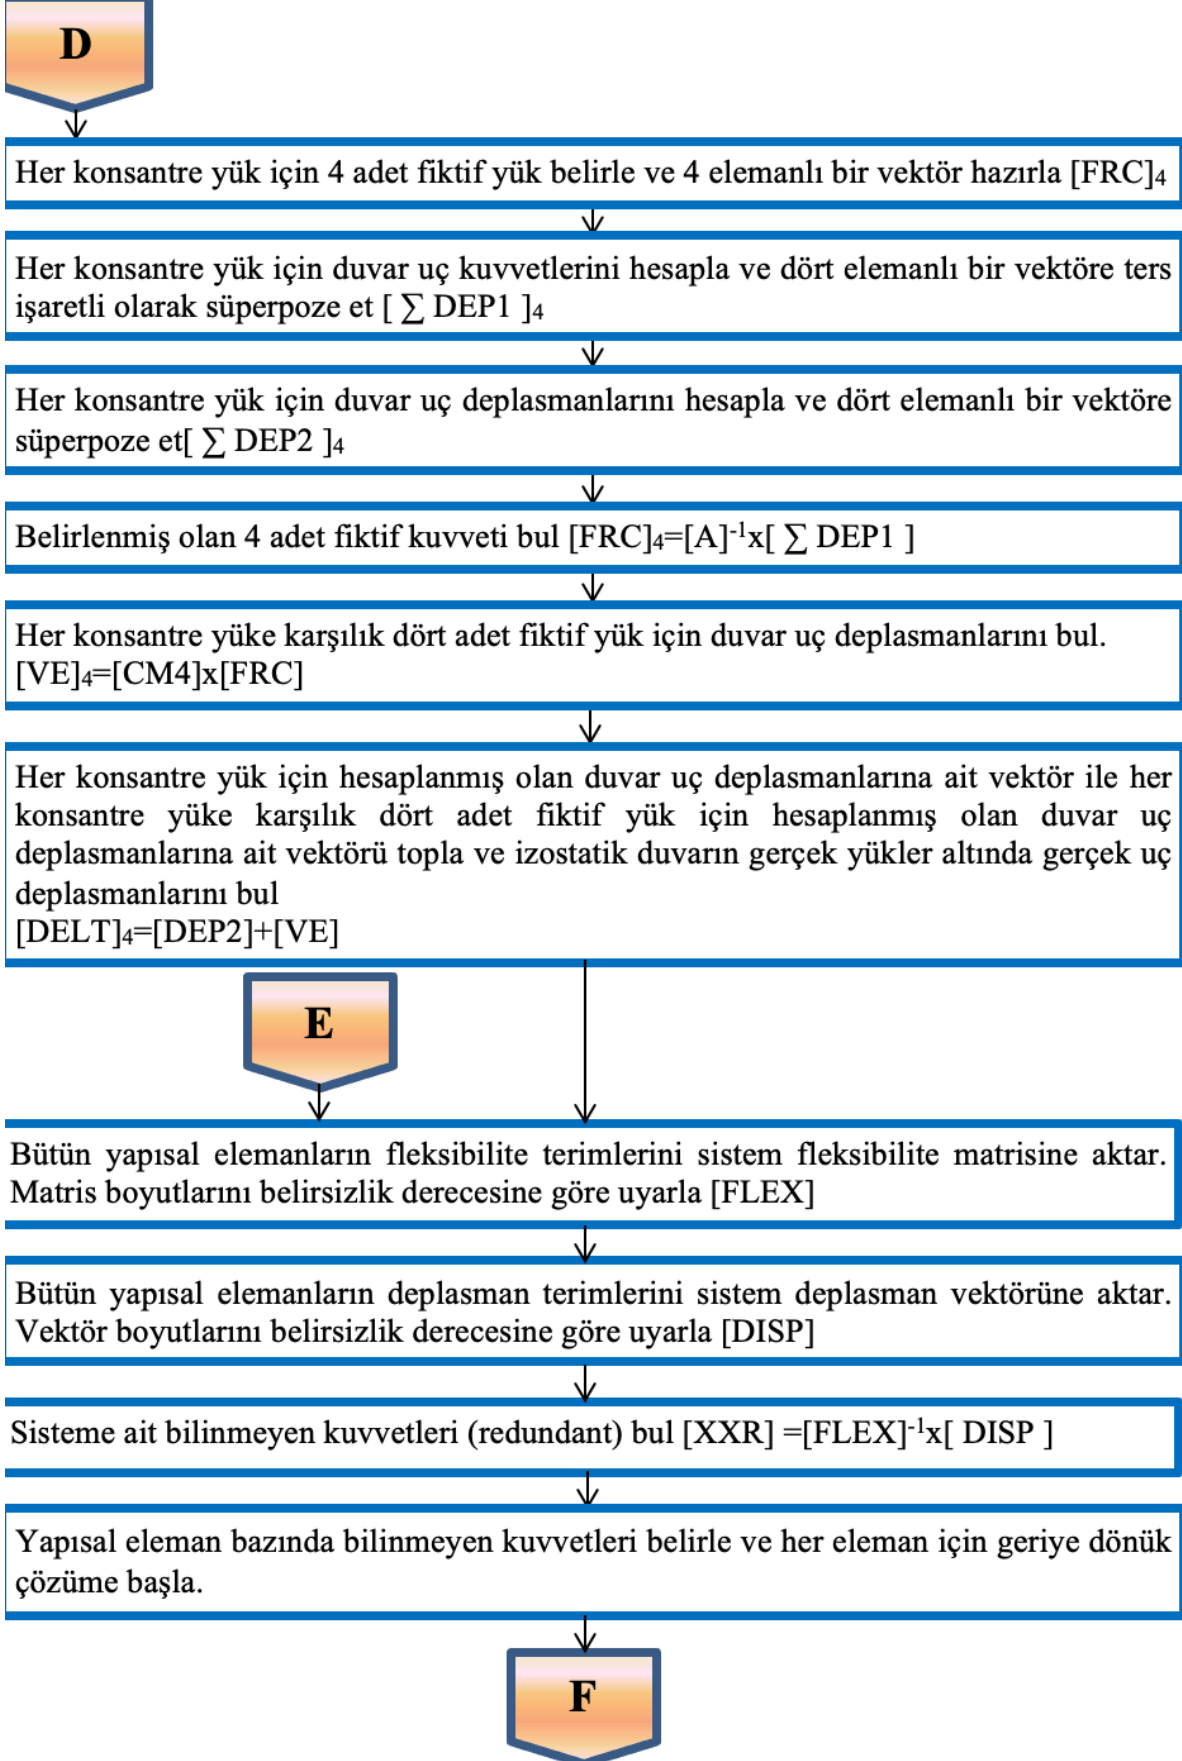 D
Her konsantre yük için 4 adet fiktif yük belirle ve 4 elemanlı bir vektör hazırla [FRC]₄
Her konsantre yük için duvar uç kuvvetlerini hesapla ve dört elemanlı bir vektöre ters
işaretli olarak süperpoze et [ ∑ DEP1 ]₄
Her konsantre yük için duvar uç deplasmanlarını hesapla ve dört elemanlı bir vektöre
süperpoze et[ ∑ DEP2 ]₄
Belirlenmiş olan 4 adet fiktif kuvveti bul [FRC]₄=[A]⁻¹x[ ∑ DEP1 ]
Her konsantre yüke karşılık dört adet fiktif yük için duvar uç deplasmanlarını bul.
[VE]₄=[CM4]x[FRC]
Her konsantre yük için hesaplanmış olan duvar uç deplasmanlarına ait vektör ile her
konsantre yüke karşılık dört adet fiktif yük için hesaplanmış olan duvar uç
deplasmanlarına ait vektörü topla ve izostatik duvarın gerçek yükler altında gerçek uç
deplasmanlarını bul
[DELT]₄=[DEP2]+[VE]
E
Bütün yapısal elemanların fleksibilite terimlerini sistem fleksibilite matrisine aktar.
Matris boyutlarını belirsizlik derecesine göre uyarla [FLEX]
Bütün yapısal elemanların deplasman terimlerini sistem deplasman vektörüne aktar.
Vektör boyutlarını belirsizlik derecesine göre uyarla [DISP]
Sisteme ait bilinmeyen kuvvetleri (redundant) bul [XXR] =[FLEX]⁻¹x[ DISP ]
Yapısal eleman bazında bilinmeyen kuvvetleri belirle ve her eleman için geriye dönük
çözüme başla.
F